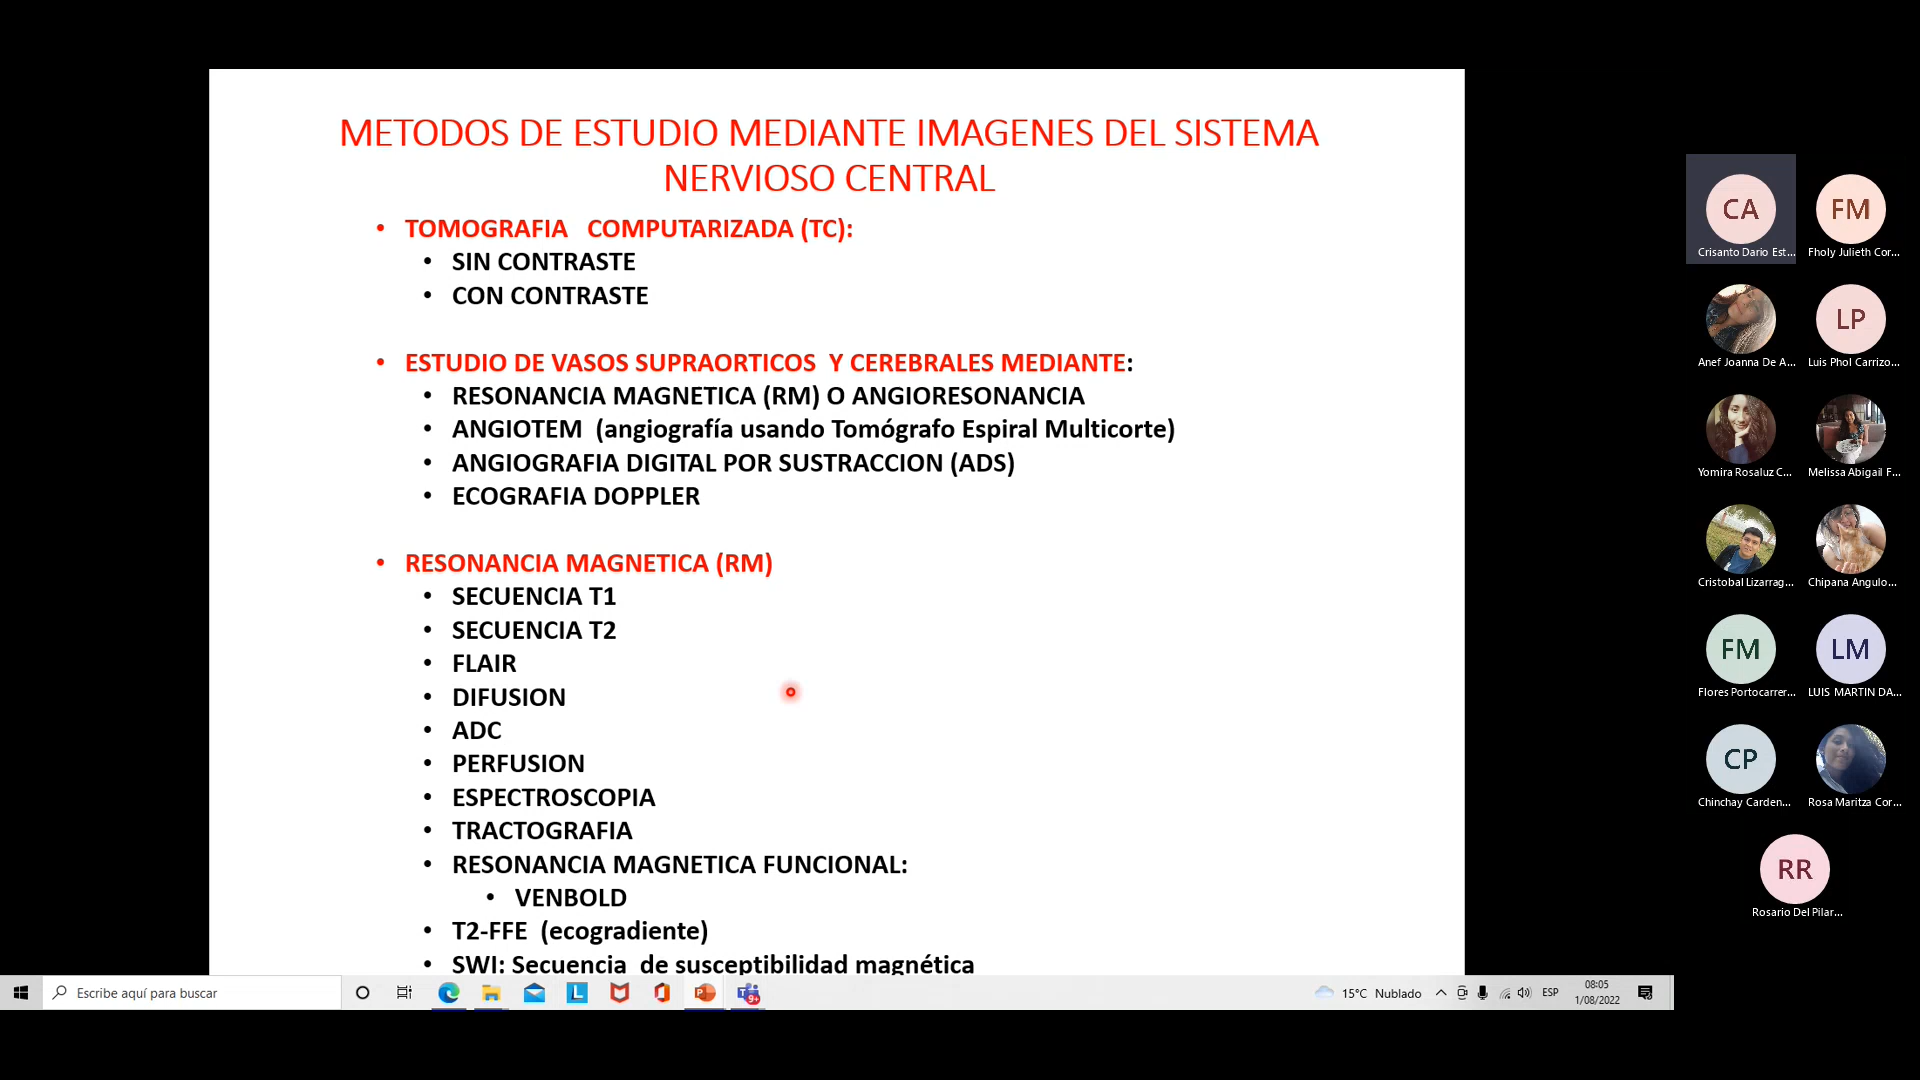 METODOS DE ESTUDIO MEDIANTE IMAGENES DEL SISTEMA
NERVIOSO CENTRAL
• TOMOGRAFIA COMPUTARIZADA (TC):
• SIN CONTRASTE
• CON CONTRASTE
• ESTUDIO DE VASOS SUPRAORTICOS Y CEREBRALES MEDIANTE:
• RESONANCIA MAGNETICA (RM) O ANGIORESONANCIA
• ANGIOTEM (angiografía usando Tomógrafo Espiral Multicorte)
• ANGIOGRAFIA DIGITAL POR SUSTRACCION (ADS)
• ECOGRAFIA DOPPLER
• RESONANCIA MAGNETICA (RM)
• SECUENCIA T1
• SECUENCIA T2
• FLAIR
• DIFUSION
• ADC
• PERFUSION
• ESPECTROSCOPIA
• TRACTOGRAFIA
• RESONANCIA MAGNETICA FUNCIONAL:
• VENBOLD
• T2-FFE (ecogradiente)
• SWI: Secuencia de susceptibilidad magnética
Escribe aquí para buscar
L
9+
15°C Nublado
ESP
08:05
1/08/2022
CA
Crisanto Dario Est...
FM
Fholy Julieth Cor...
Anef Joanna De A...
LP
Luis Phol Carrizo...
Yomira Rosaluz C...
Melissa Abigail F...
Cristobal Lizarrag...
Chipana Angulo...
FM
Flores Portocarrer...
LM
LUIS MARTIN DA...
CP
Chinchay Carden...
Rosa Maritza Cor...
RR
Rosario Del Pilar...